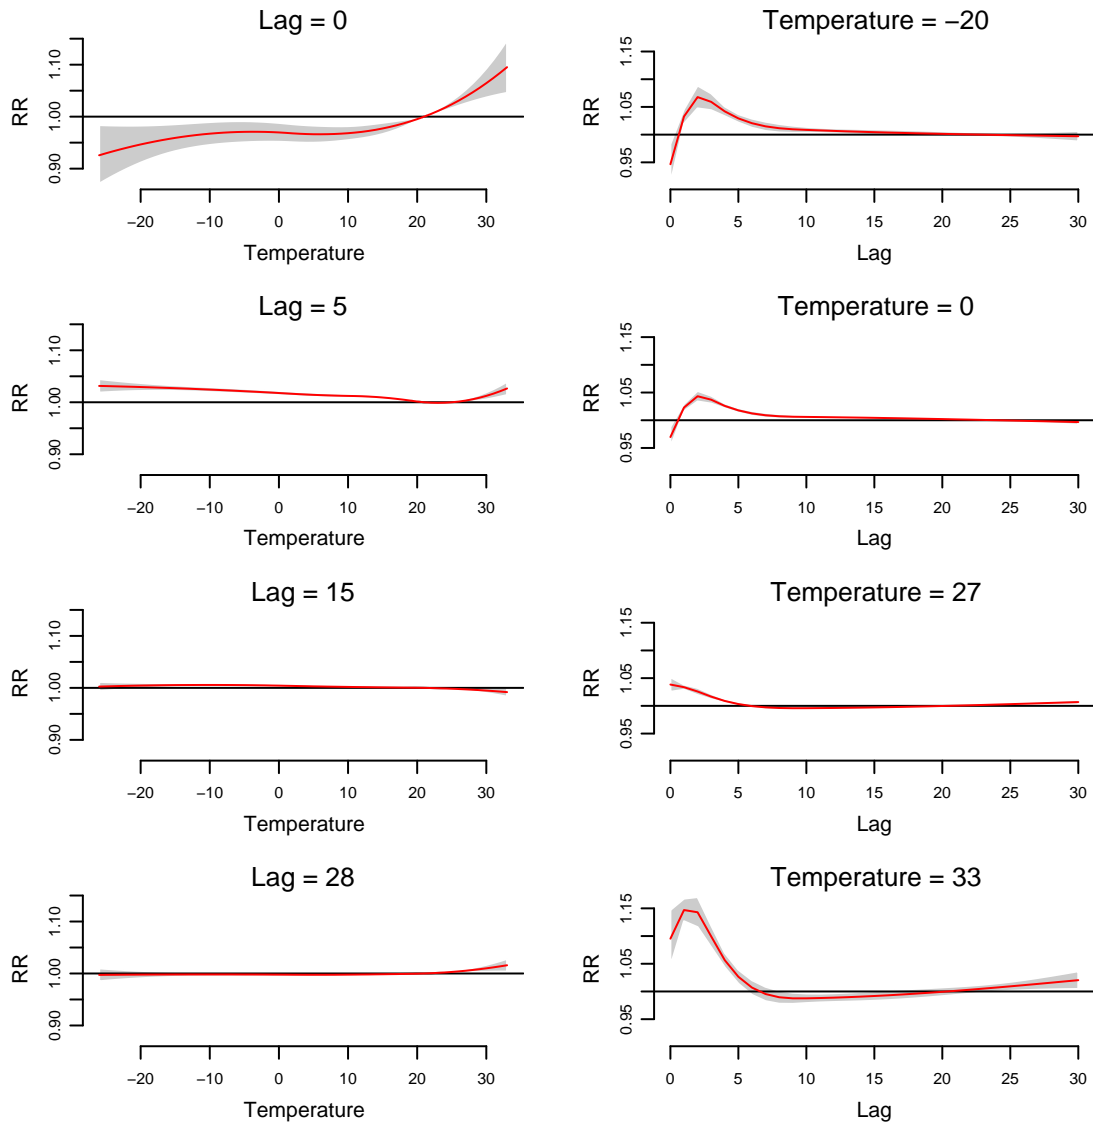 Lag = 0
RR
0.90 1.00 1.10
−20 −10 0 10 20 30
Temperature
Temperature = −20
RR
0.95 1.05 1.15
0 5 10 15 20 25 30
Lag
Lag = 5
RR
0.90 1.00 1.10
−20 −10 0 10 20 30
Temperature
Temperature = 0
RR
0.95 1.05 1.15
0 5 10 15 20 25 30
Lag
Lag = 15
RR
0.90 1.00 1.10
−20 −10 0 10 20 30
Temperature
Temperature = 27
RR
0.95 1.05 1.15
0 5 10 15 20 25 30
Lag
Lag = 28
RR
0.90 1.00 1.10
−20 −10 0 10 20 30
Temperature
Temperature = 33
RR
0.95 1.05 1.15
0 5 10 15 20 25 30
Lag